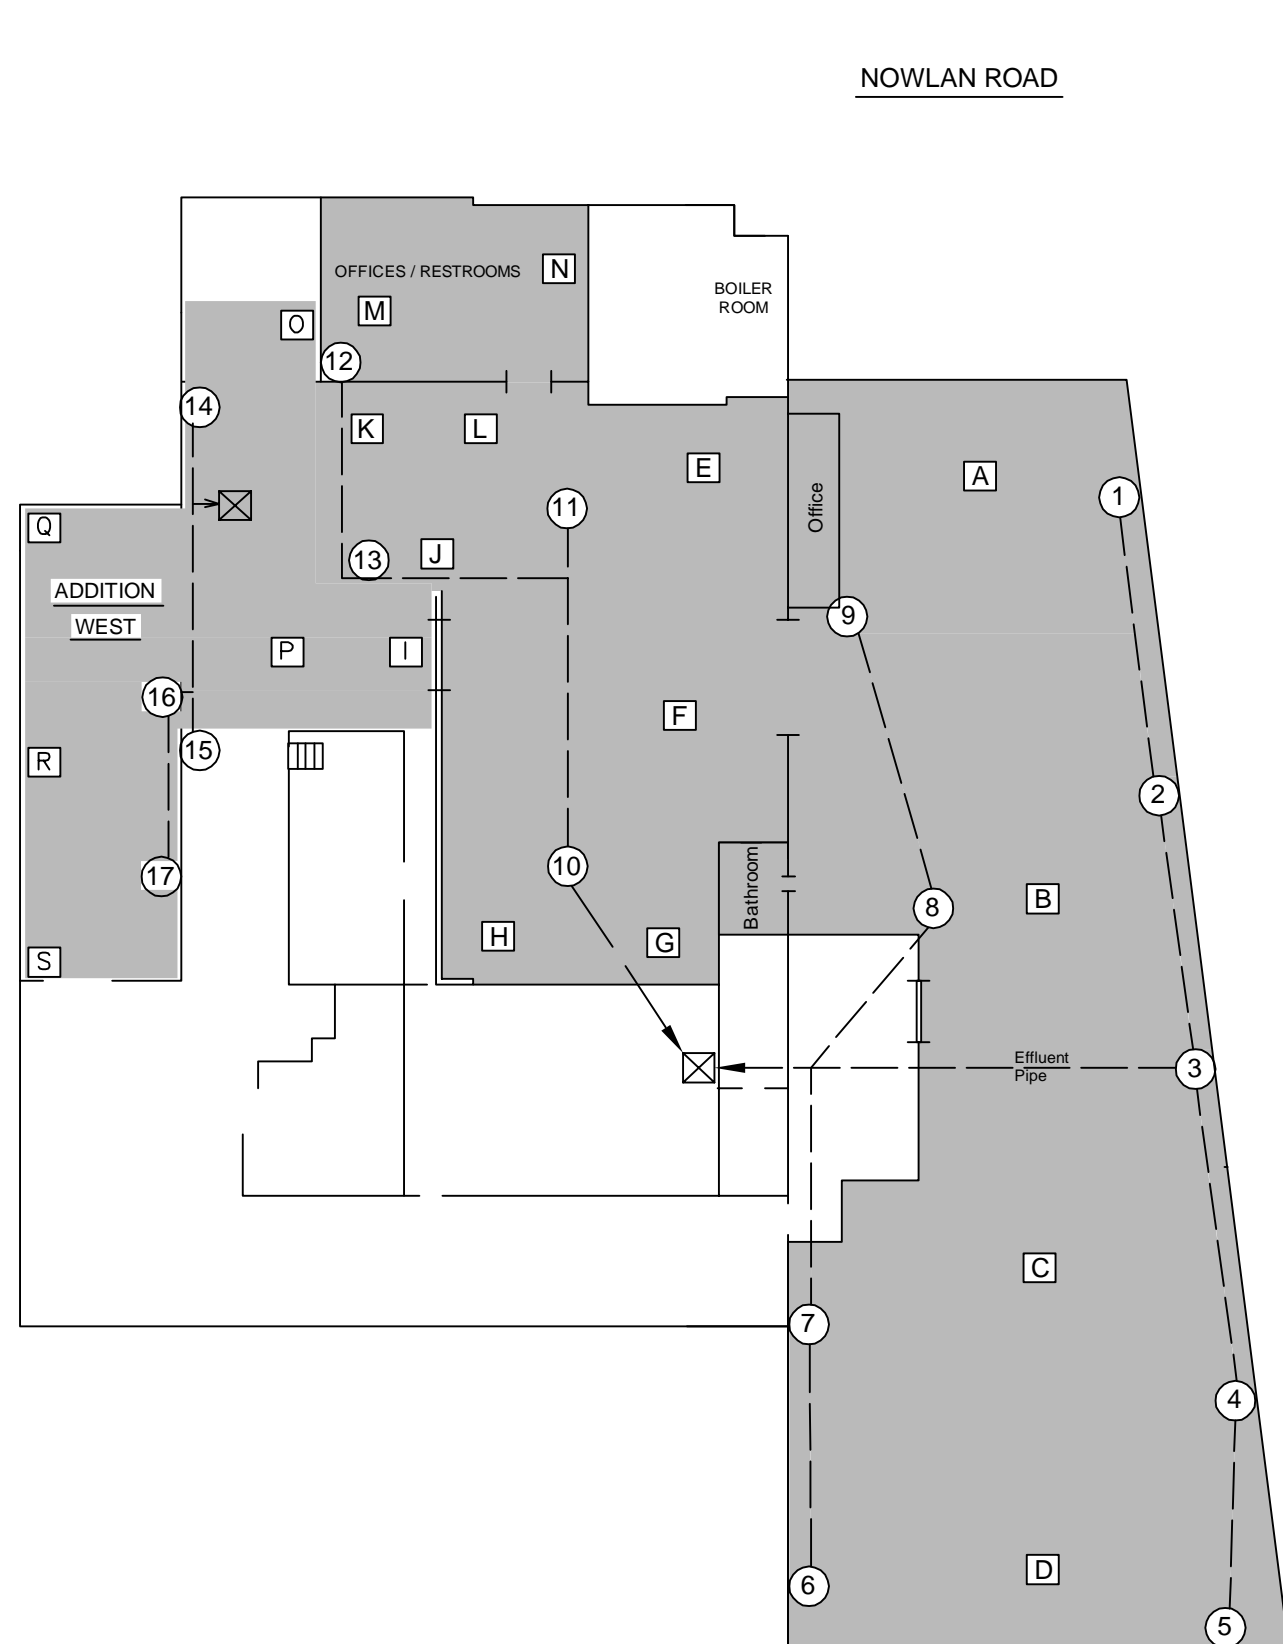 NOWLAN ROAD
OFFICES / RESTROOMS
N
BOILER
ROOM
M
O
12
14
K
L
E
A
1
11
Office
Q
J
13
ADDITION
WEST
9
P
I
16
F
15
R
2
10
17
Bathroom
B
8
H
G
S
Effluent
Pipe
3
C
7
4
D
6
5